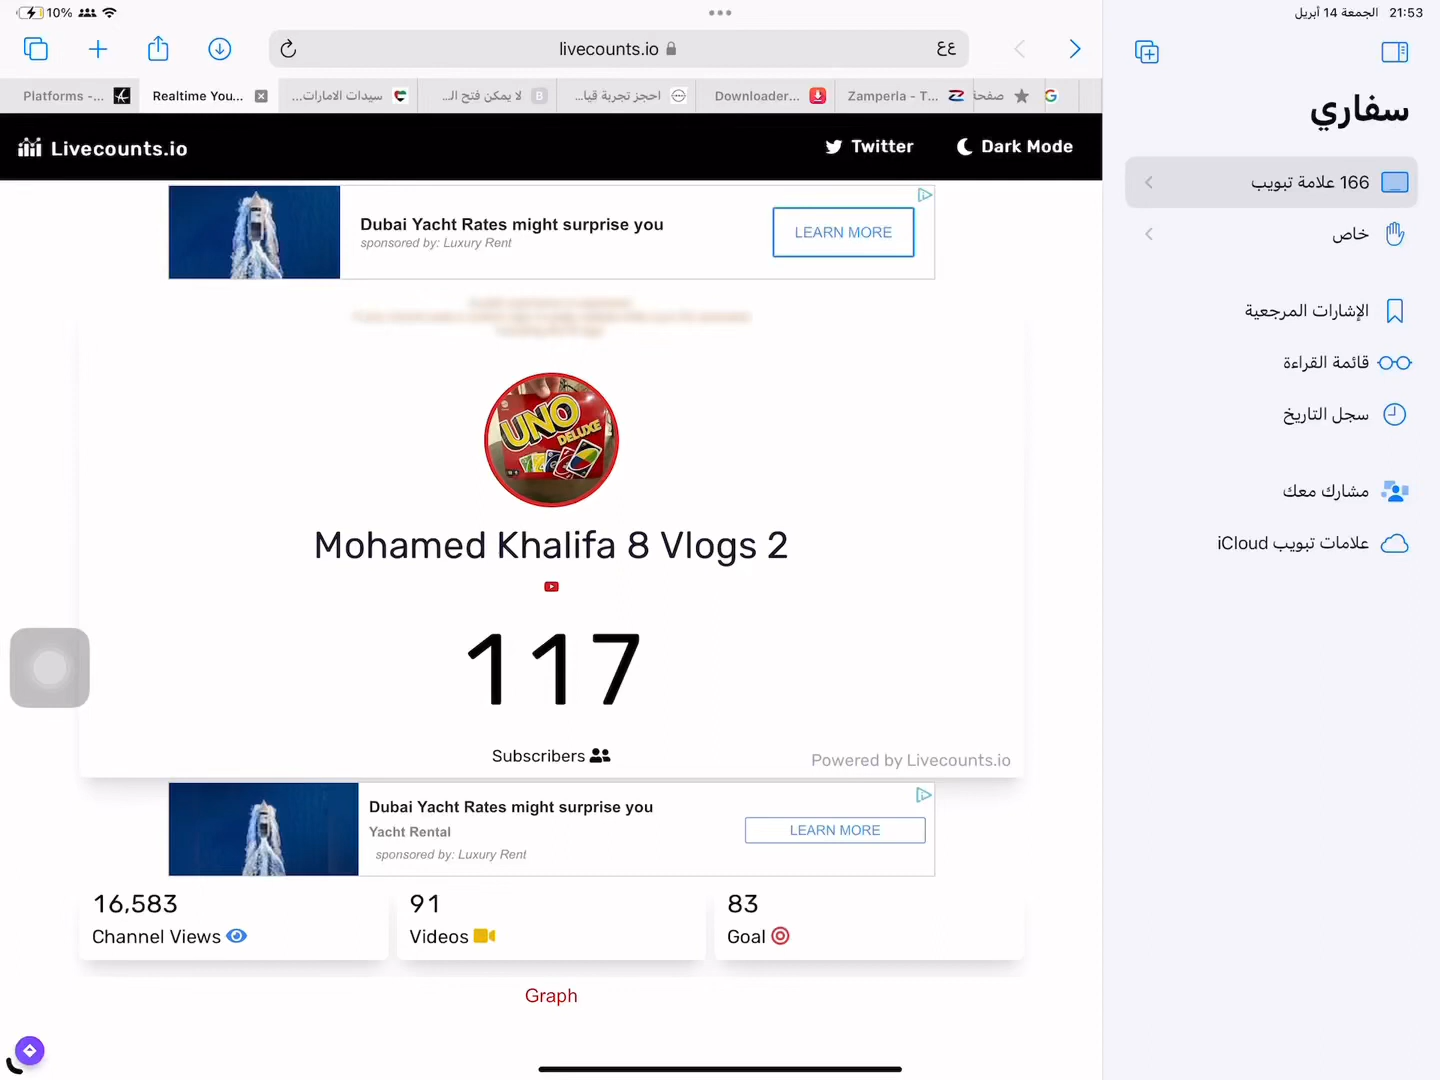 10%
21:53 الجمعة 14 أبريل
livecounts.io
عع
Platforms -...
Realtime You...
سيدات الامارات...
لا يمكن فتح الـ...
احجز تجربة قيا...
Downloader...
Zamperla - T...
صفحة
سفاري
166 علامة تبويب
خاص
الإشارات المرجعية
قائمة القراءة
سجل التاريخ
مشارك معك
علامات تبويب iCloud
Livecounts.io
Twitter
Dark Mode
Dubai Yacht Rates might surprise you
sponsored by: Luxury Rent
LEARN MORE
UNO
DELUXE
Mohamed Khalifa 8 Vlogs 2
117
Subscribers
Powered by Livecounts.io
Dubai Yacht Rates might surprise you
Yacht Rental
sponsored by: Luxury Rent
LEARN MORE
16,583
Channel Views
91
Videos
83
Goal
Graph